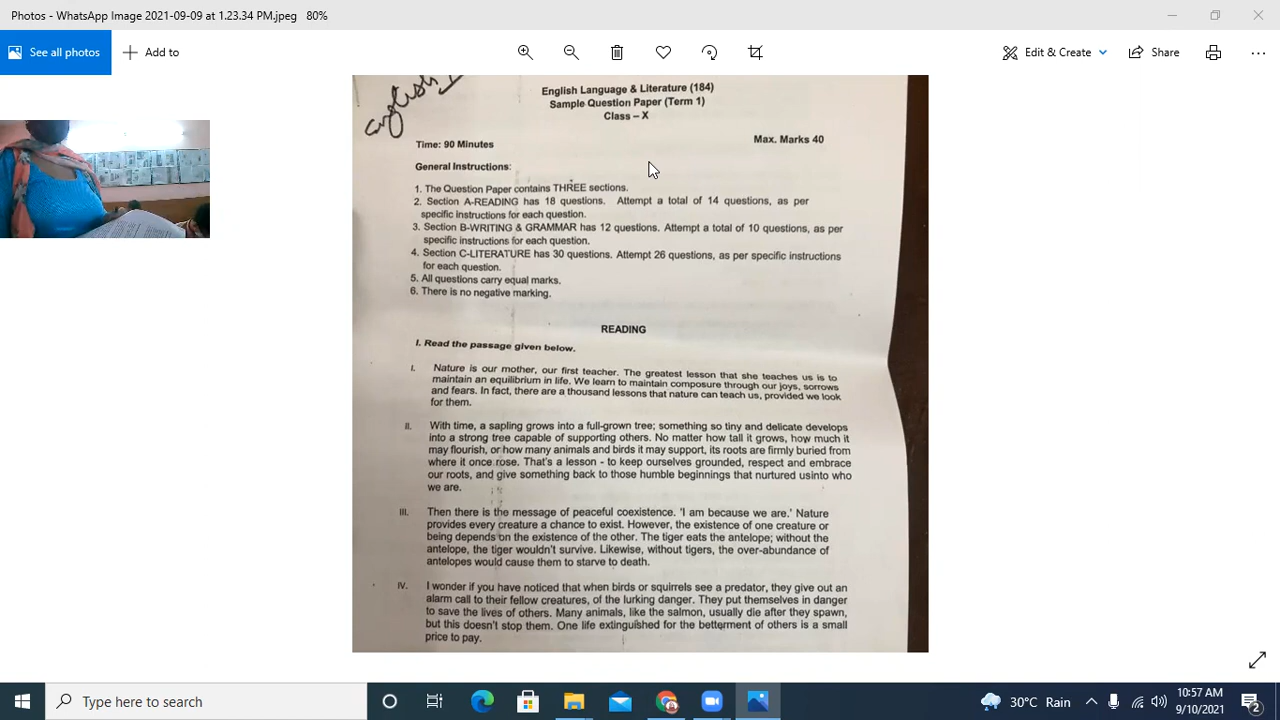 Photos - WhatsApp Image 2021-09-09 at 1.23.34 PM.jpeg 80%
See all photos
Add to
Edit & Create
Share
English
English Language & Literature (184)
Sample Question Paper (Term 1)
Class – X
Time: 90 Minutes
Max. Marks 40
General Instructions:
1. The Question Paper contains THREE sections.
2. Section A-READING has 18 questions. Attempt a total of 14 questions, as per
specific instructions for each question.
3. Section B-WRITING & GRAMMAR has 12 questions. Attempt a total of 10 questions, as per
specific instructions for each question.
4. Section C-LITERATURE has 30 questions. Attempt 26 questions, as per specific instructions
for each question.
5. All questions carry equal marks.
6. There is no negative marking.
READING
I. Read the passage given below.
I. Nature is our mother, our first teacher. The greatest lesson that she teaches us is to
maintain an equilibrium in life. We learn to maintain composure through our joys, sorrows
and fears. In fact, there are a thousand lessons that nature can teach us, provided we look
for them.
II. With time, a sapling grows into a full-grown tree; something so tiny and delicate develops
into a strong tree capable of supporting others. No matter how tall it grows, how much it
may flourish, or how many animals and birds it may support, its roots are firmly buried from
where it once rose. That's a lesson - to keep ourselves grounded, respect and embrace
our roots, and give something back to those humble beginnings that nurtured usinto who
we are.
III. Then there is the message of peaceful coexistence. 'I am because we are.' Nature
provides every creature a chance to exist. However, the existence of one creature or
being depends on the existence of the other. The tiger eats the antelope; without the
antelope, the tiger wouldn't survive. Likewise, without tigers, the over-abundance of
antelopes would cause them to starve to death.
IV. I wonder if you have noticed that when birds or squirrels see a predator, they give out an
alarm call to their fellow creatures, of the lurking danger. They put themselves in danger
to save the lives of others. Many animals, like the salmon, usually die after they spawn,
but this doesn't stop them. One life extinguished for the betterment of others is a small
price to pay.
Type here to search
30°C Rain
10:57 AM
9/10/2021
2